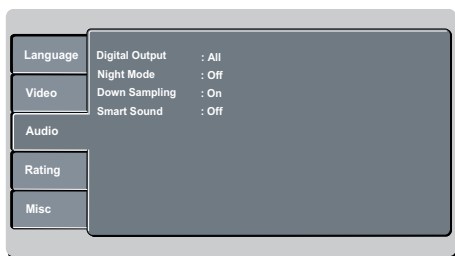 Language
Video
Audio
Rating
Misc
Digital Output : All
Night Mode : Off
Down Sampling : On
Smart Sound : Off